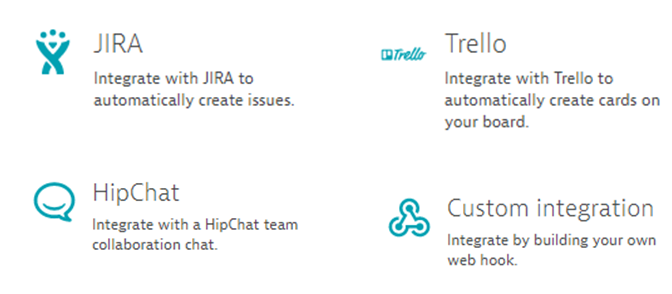 JIRA
Integrate with JIRA to
automatically create issues.
Trello
Trello
Integrate with Trello to
automatically create cards on
your board.
HipChat
Integrate with a HipChat team
collaboration chat.
Custom integration
Integrate by building your own
web hook.